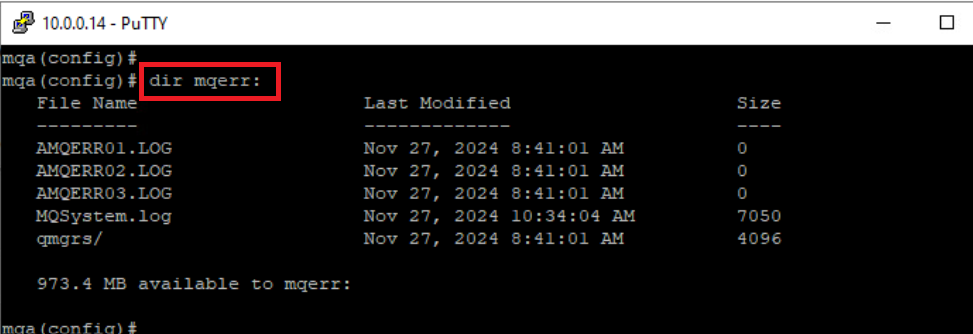 10.0.0.14 - PuTTY
mqa(config)#
mqa(config)# dir mqerr:
File Name Last Modified Size
--------- ------------- ----
AMQERR01.LOG Nov 27, 2024 8:41:01 AM 0
AMQERR02.LOG Nov 27, 2024 8:41:01 AM 0
AMQERR03.LOG Nov 27, 2024 8:41:01 AM 0
MQSystem.log Nov 27, 2024 10:34:04 AM 7050
qmgrs/ Nov 27, 2024 8:41:01 AM 4096
973.4 MB available to mqerr:
mqa(config)#